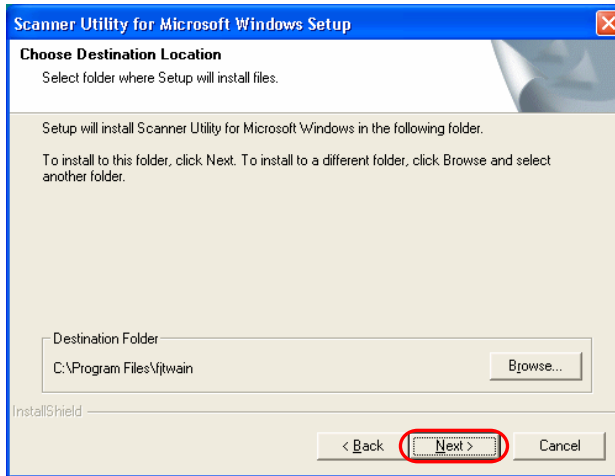 Scanner Utility for Microsoft Windows Setup
Choose Destination Location
Select folder where Setup will install files.
Setup will install Scanner Utility for Microsoft Windows in the following folder.
To install to this folder, click Next. To install to a different folder, click Browse and select
another folder.
Destination Folder
C:\Program Files\fjtwain
Browse...
InstallShield
< Back
Next >
Cancel